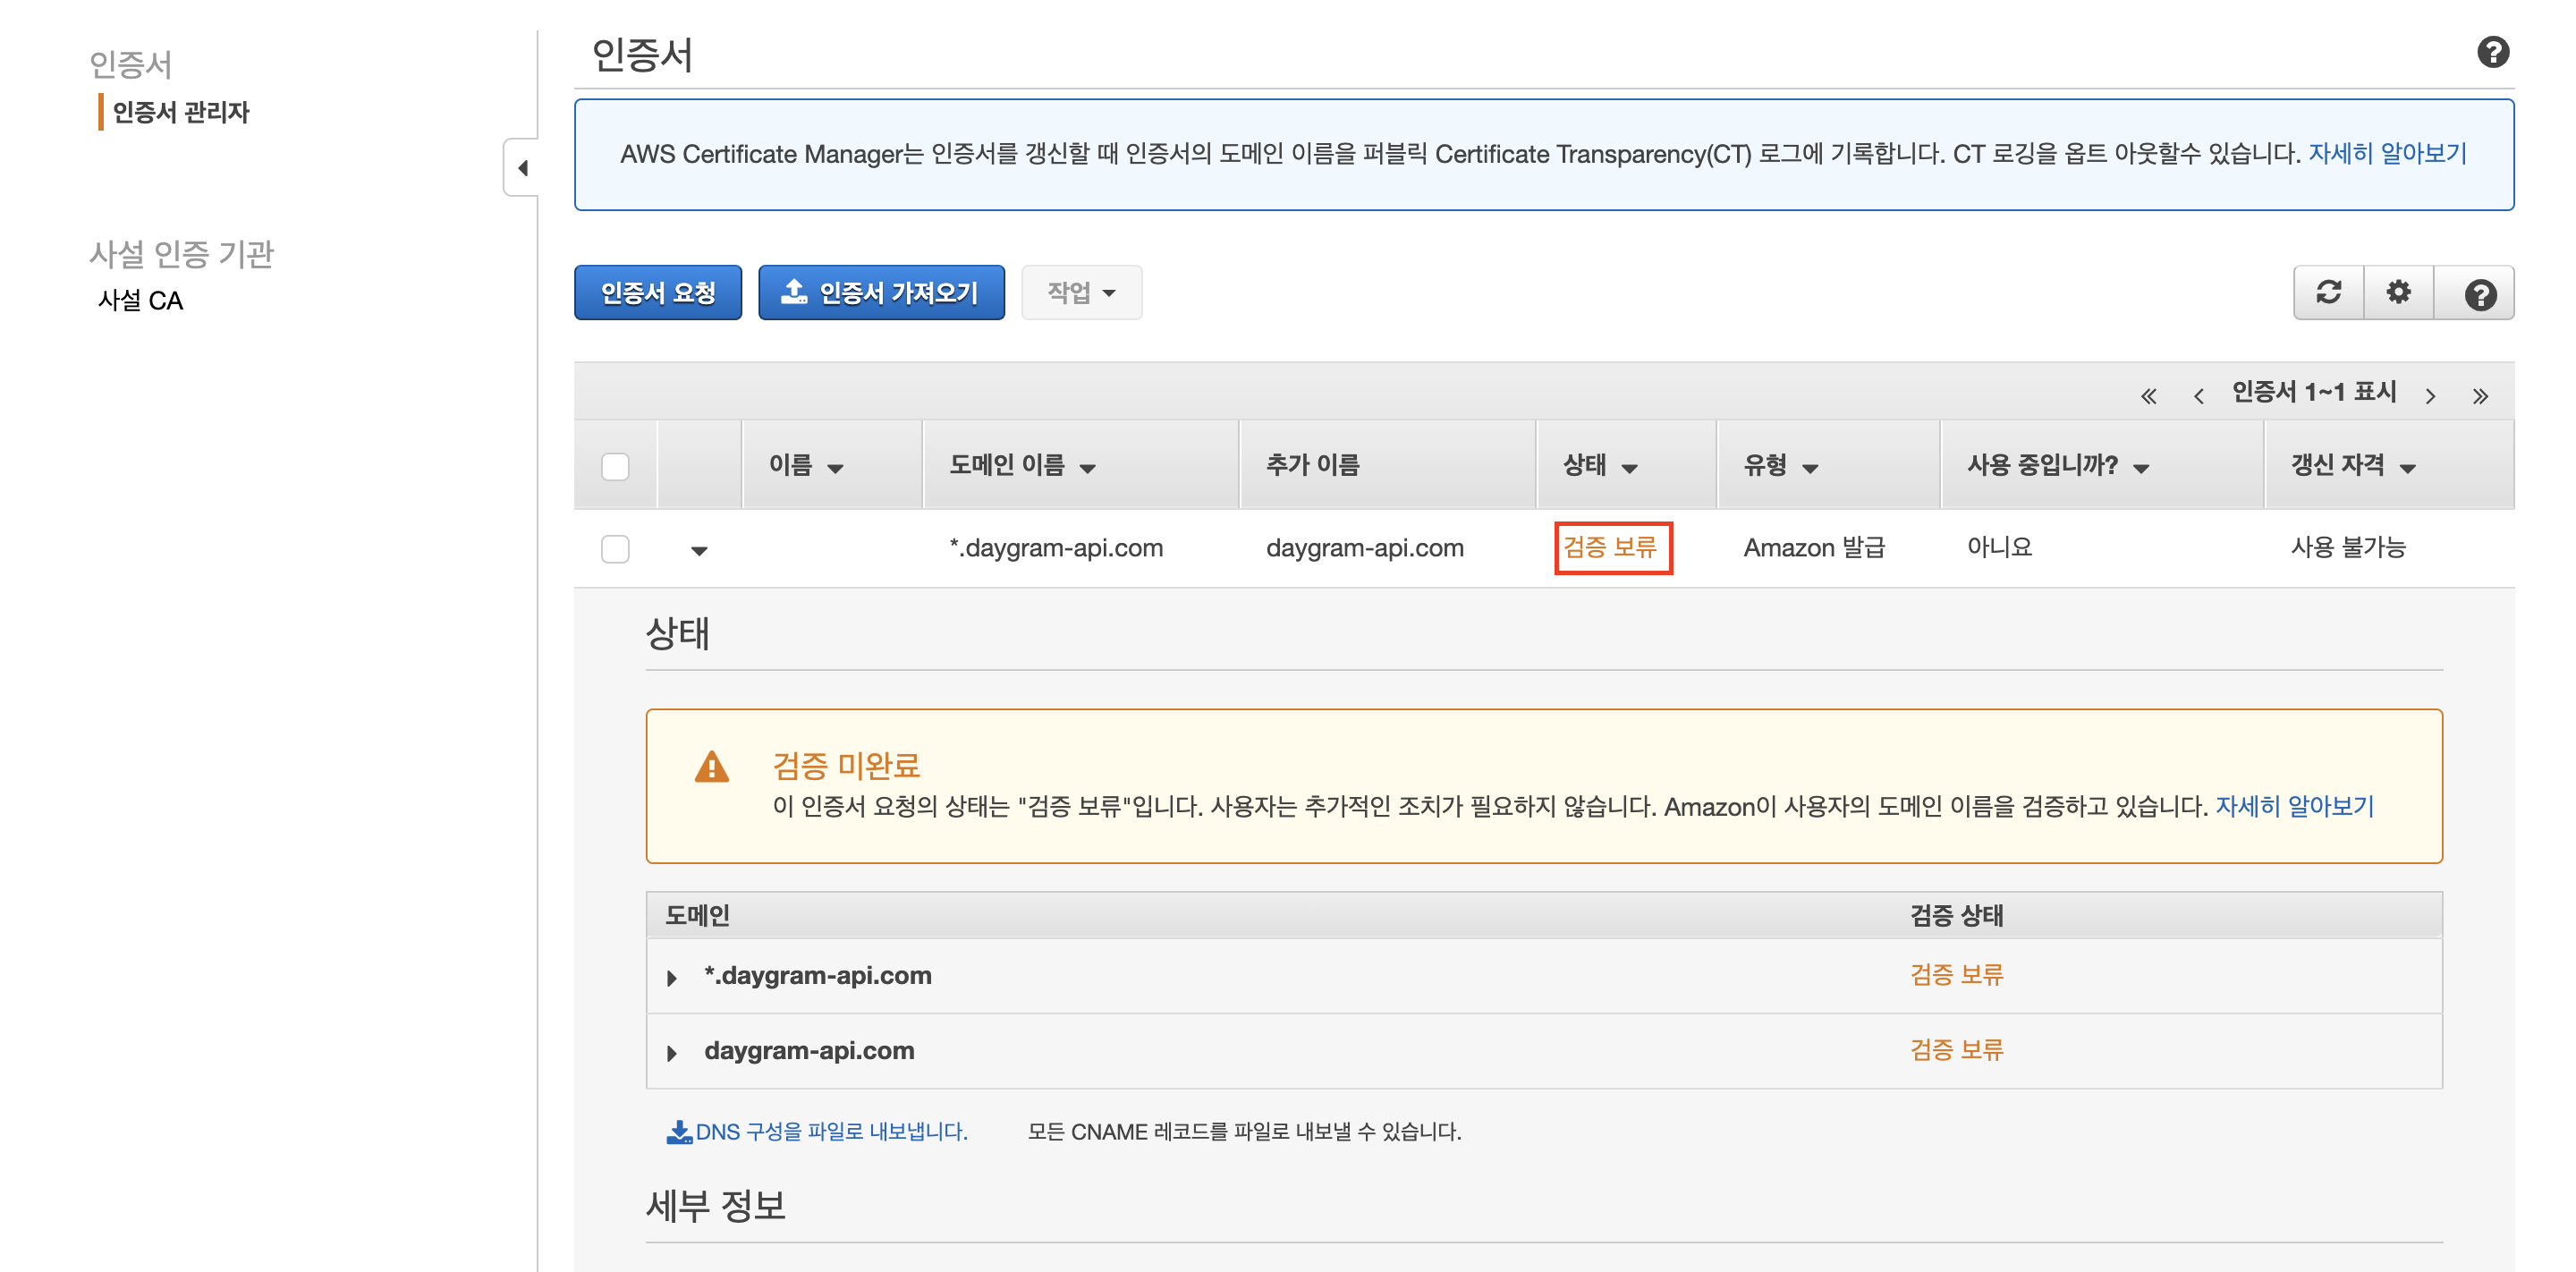 인증서
인증서 관리자
사설 인증 기관
사설 CA
인증서
AWS Certificate Manager는 인증서를 갱신할 때 인증서의 도메인 이름을 퍼블릭 Certificate Transparency(CT) 로그에 기록합니다. CT 로깅을 옵트 아웃할수 있습니다. 자세히 알아보기
인증서 요청 인증서 가져오기 작업
« ‹ 인증서 1~1 표시 › »
이름 도메인 이름 추가 이름 상태 유형 사용 중입니까? 갱신 자격
*.daygram-api.com daygram-api.com 검증 보류 Amazon 발급 아니요 사용 불가능
상태
검증 미완료
이 인증서 요청의 상태는 "검증 보류"입니다. 사용자는 추가적인 조치가 필요하지 않습니다. Amazon이 사용자의 도메인 이름을 검증하고 있습니다. 자세히 알아보기
도메인 검증 상태
*.daygram-api.com 검증 보류
daygram-api.com 검증 보류
DNS 구성을 파일로 내보냅니다. 모든 CNAME 레코드를 파일로 내보낼 수 있습니다.
세부 정보